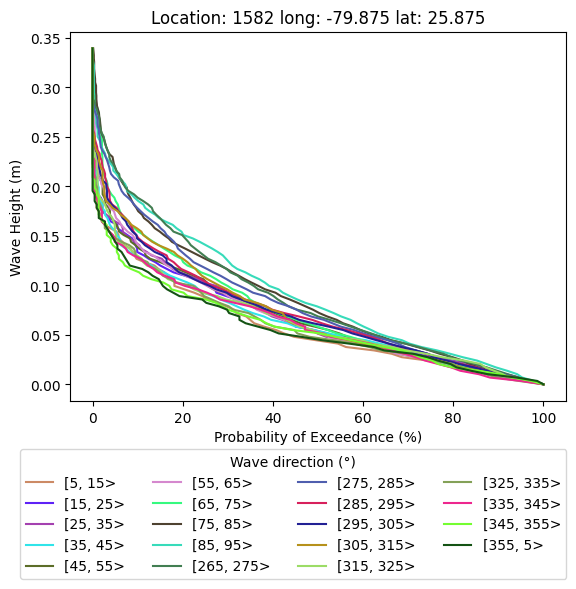 Location: 1582 long: -79.875 lat: 25.875
0.35
0.30
0.25
0.20
0.15
0.10
0.05
0.00
Wave Height (m)
0 20 40 60 80 100
Probability of Exceedance (%)
Wave direction (°)
[5, 15> [55, 65> [275, 285> [325, 335>
[15, 25> [65, 75> [285, 295> [335, 345>
[25, 35> [75, 85> [295, 305> [345, 355>
[35, 45> [85, 95> [305, 315> [355, 5>
[45, 55> [265, 275> [315, 325>